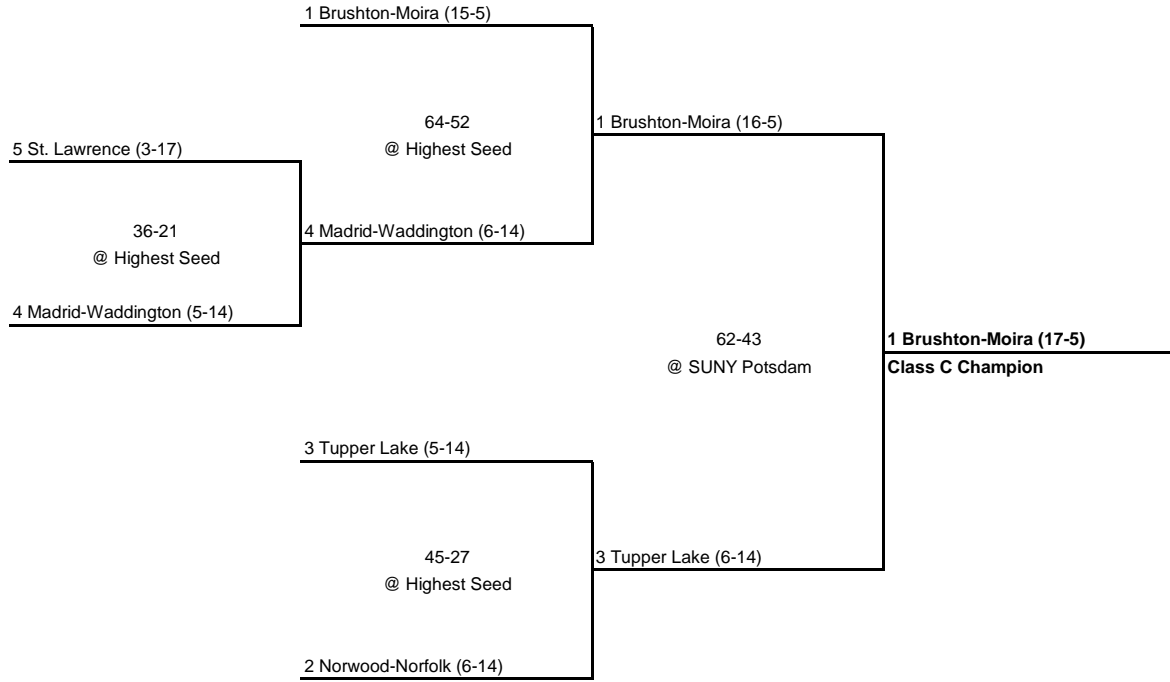 1 Brushton-Moira (15-5)
64-52
@ Highest Seed
1 Brushton-Moira (16-5)
5 St. Lawrence (3-17)
36-21
@ Highest Seed
4 Madrid-Waddington (6-14)
4 Madrid-Waddington (5-14)
62-43
@ SUNY Potsdam
1 Brushton-Moira (17-5)
Class C Champion
3 Tupper Lake (5-14)
45-27
@ Highest Seed
3 Tupper Lake (6-14)
2 Norwood-Norfolk (6-14)